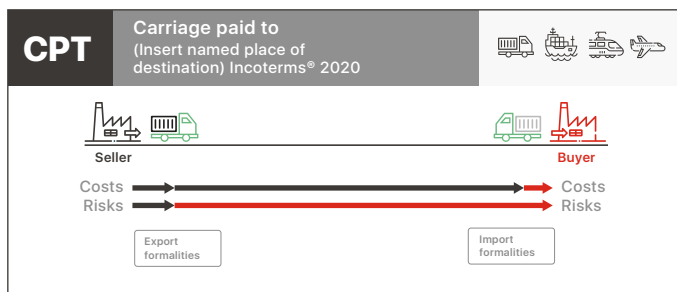 CPT
Carriage paid to
(Insert named place of
destination) Incoterms® 2020
Seller
Buyer
Costs
Costs
Risks
Risks
Export
formalities
Import
formalities